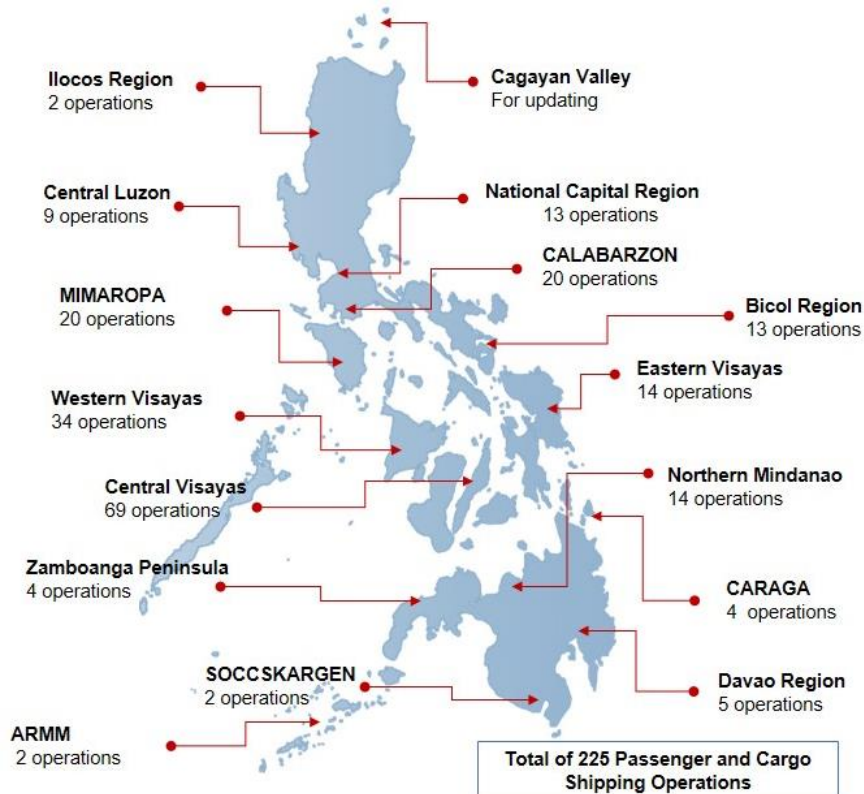 Ilocos Region
2 operations
Cagayan Valley
For updating
Central Luzon
9 operations
National Capital Region
13 operations
CALABARZON
20 operations
MIMAROPA
20 operations
Bicol Region
13 operations
Eastern Visayas
14 operations
Western Visayas
34 operations
Central Visayas
69 operations
Northern Mindanao
14 operations
Zamboanga Peninsula
4 operations
CARAGA
4 operations
SOCCSKARGEN
2 operations
Davao Region
5 operations
ARMM
2 operations
Total of 225 Passenger and Cargo
Shipping Operations